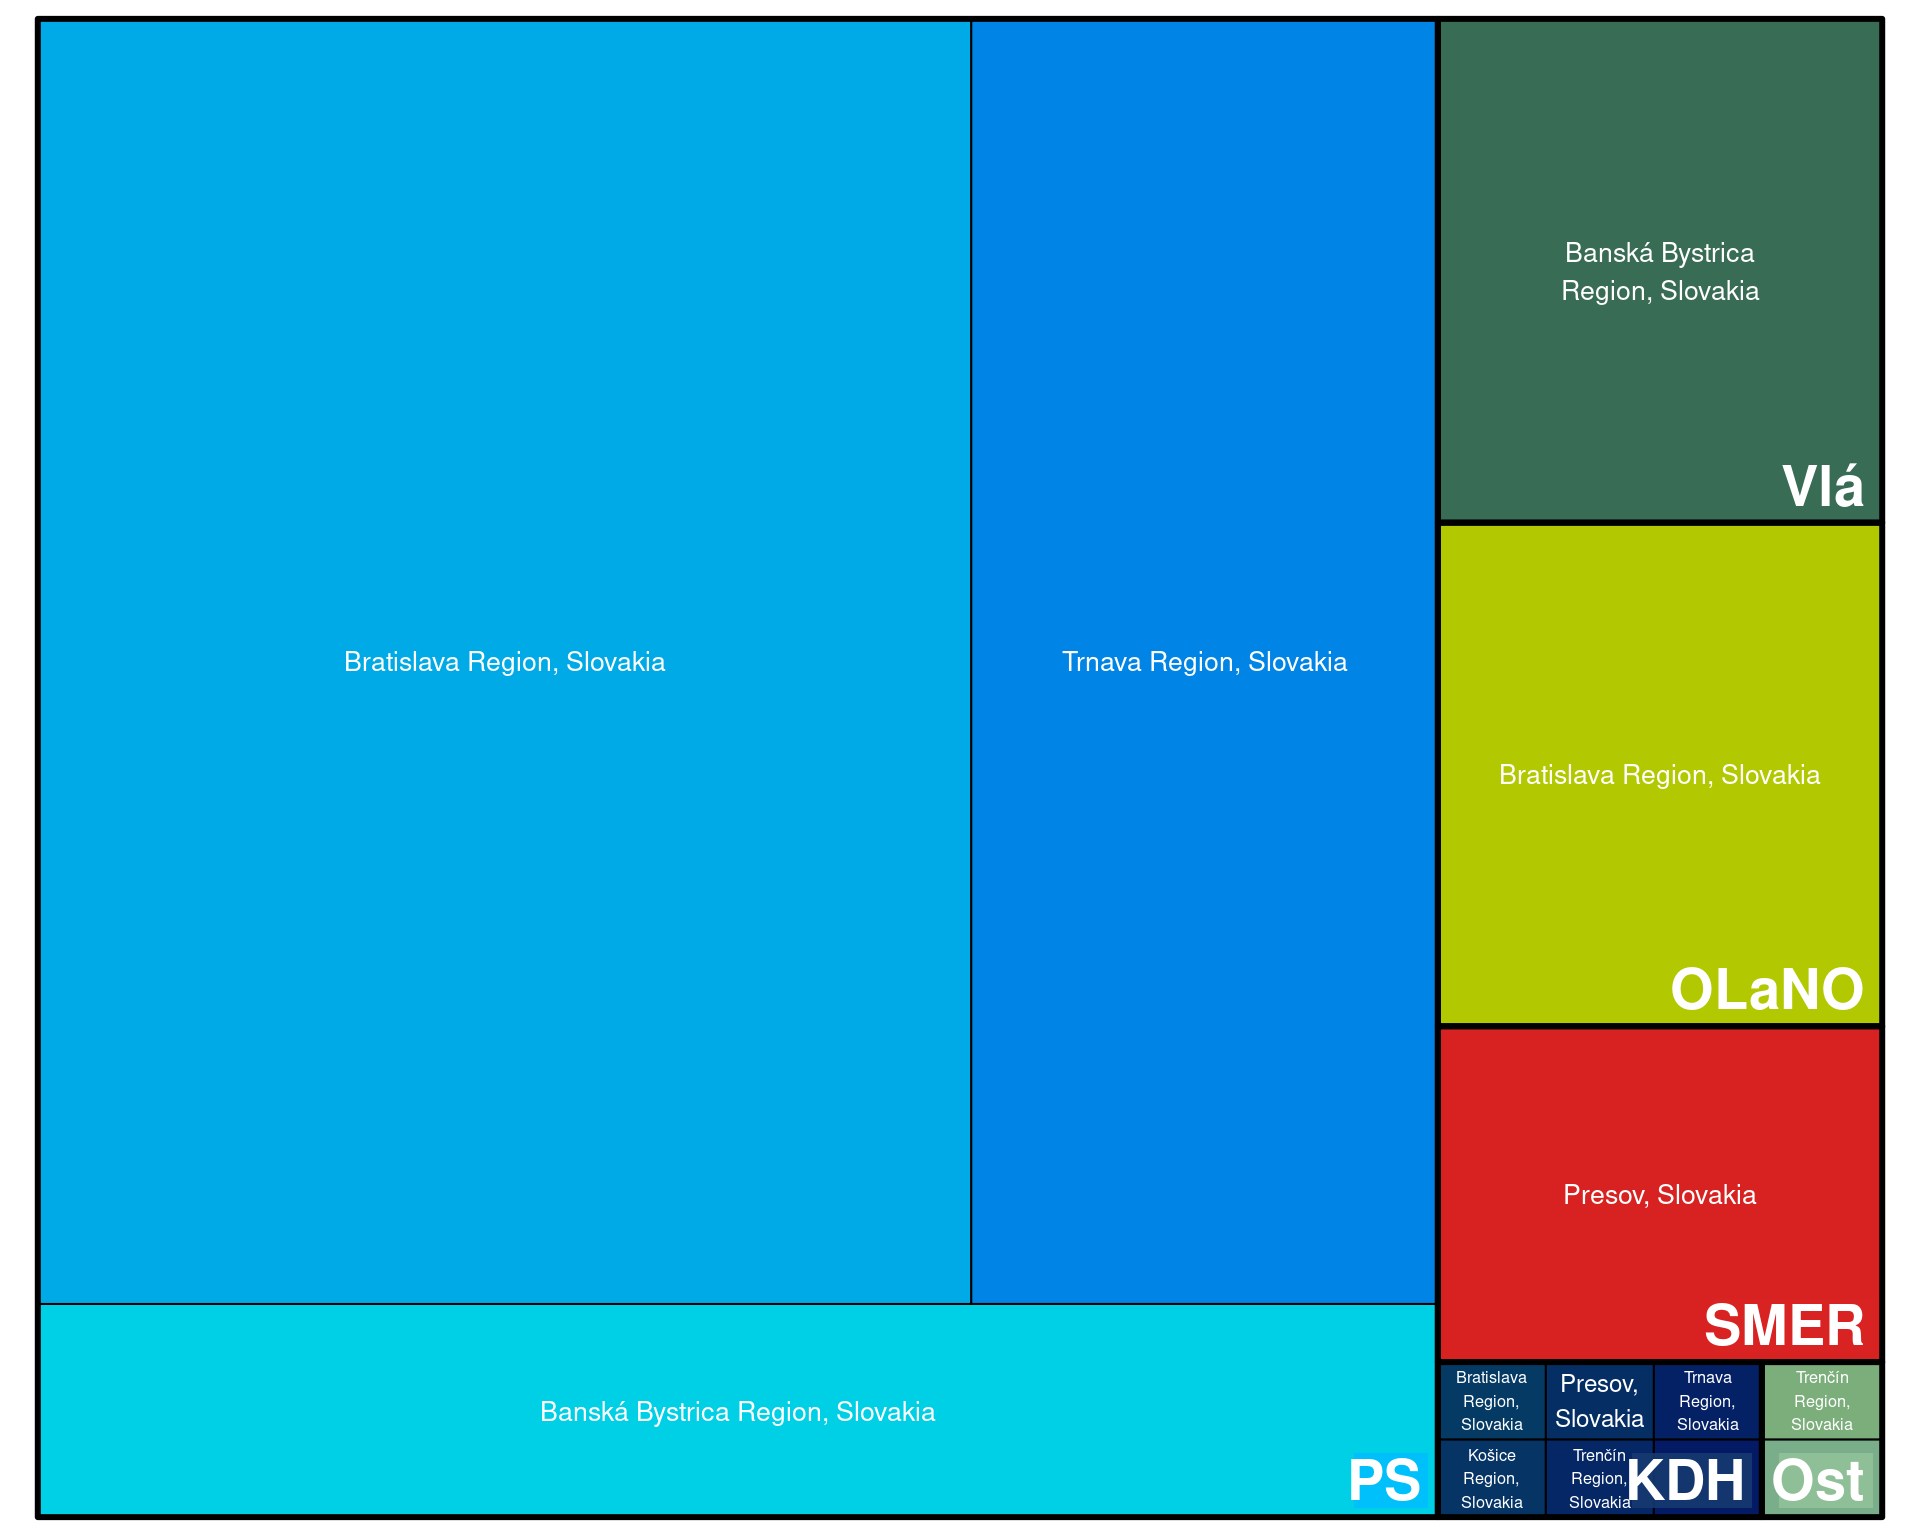 Bratislava Region, Slovakia
Trnava Region, Slovakia
Banská Bystrica Region, Slovakia
PS
Banská Bystrica
Region, Slovakia
Vlá
Bratislava Region, Slovakia
OLaNO
Presov, Slovakia
SMER
Bratislava
Region,
Slovakia
Presov,
Slovakia
Trnava
Region,
Slovakia
Košice
Region,
Slovakia
Trenčín
Region,
Slovakia
KDH
Trenčín
Region,
Slovakia
Ost